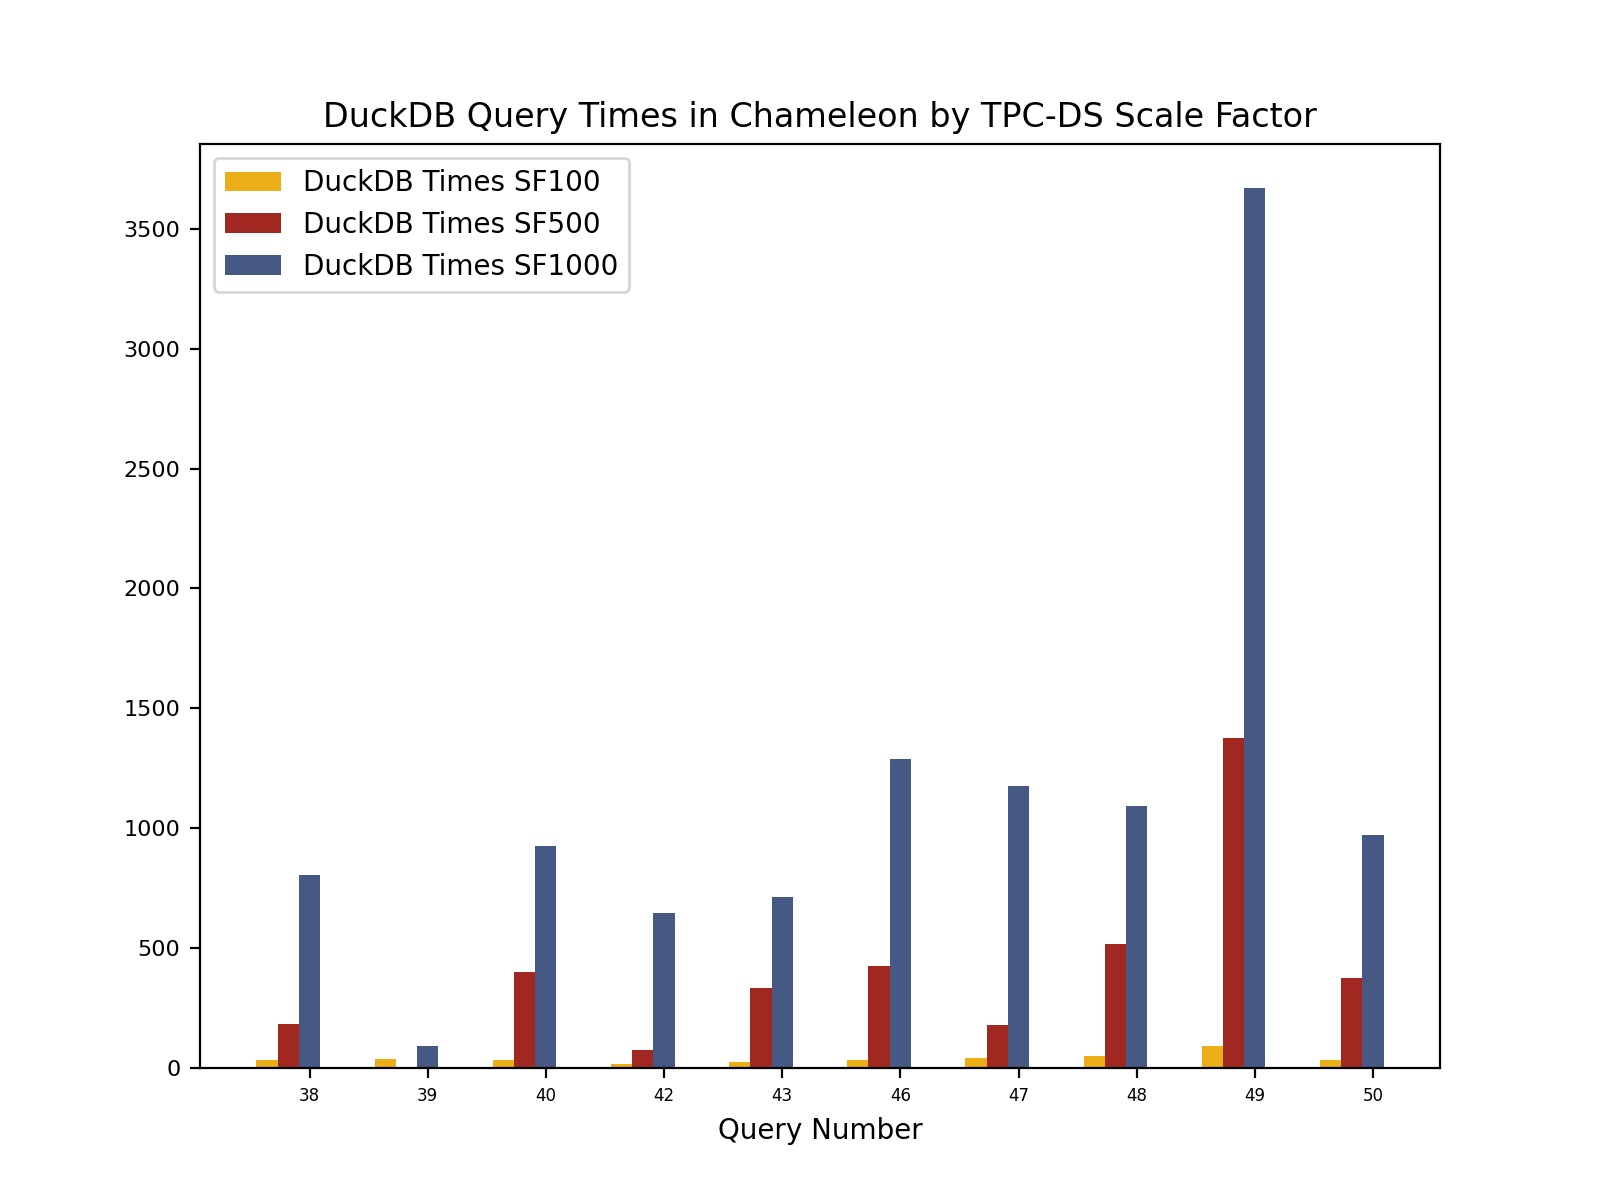 DuckDB Query Times in Chameleon by TPC-DS Scale Factor
DuckDB Times SF100
DuckDB Times SF500
DuckDB Times SF1000
3500
3000
2500
2000
1500
1000
500
0
38 39 40 42 43 46 47 48 49 50
Query Number